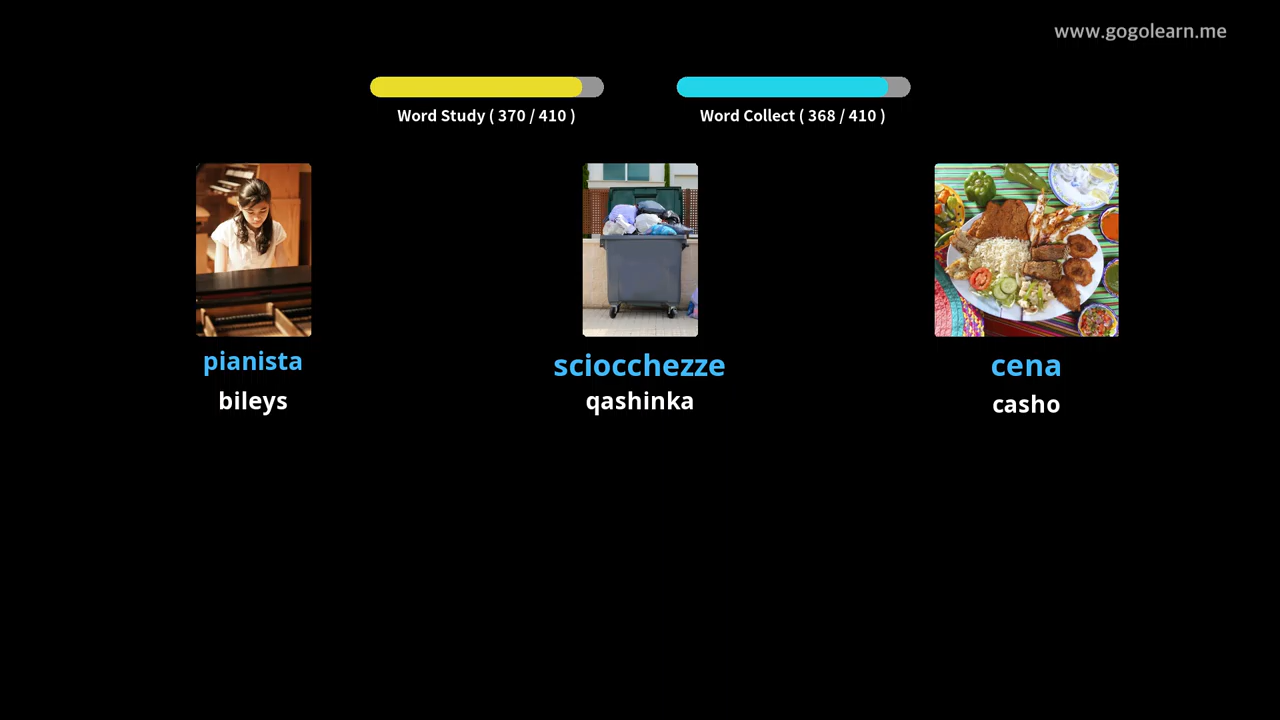 www.gogolearn.me
Word Study ( 370 / 410 )
Word Collect ( 368 / 410 )
pianista
bileys
sciocchezze
qashinka
cena
casho